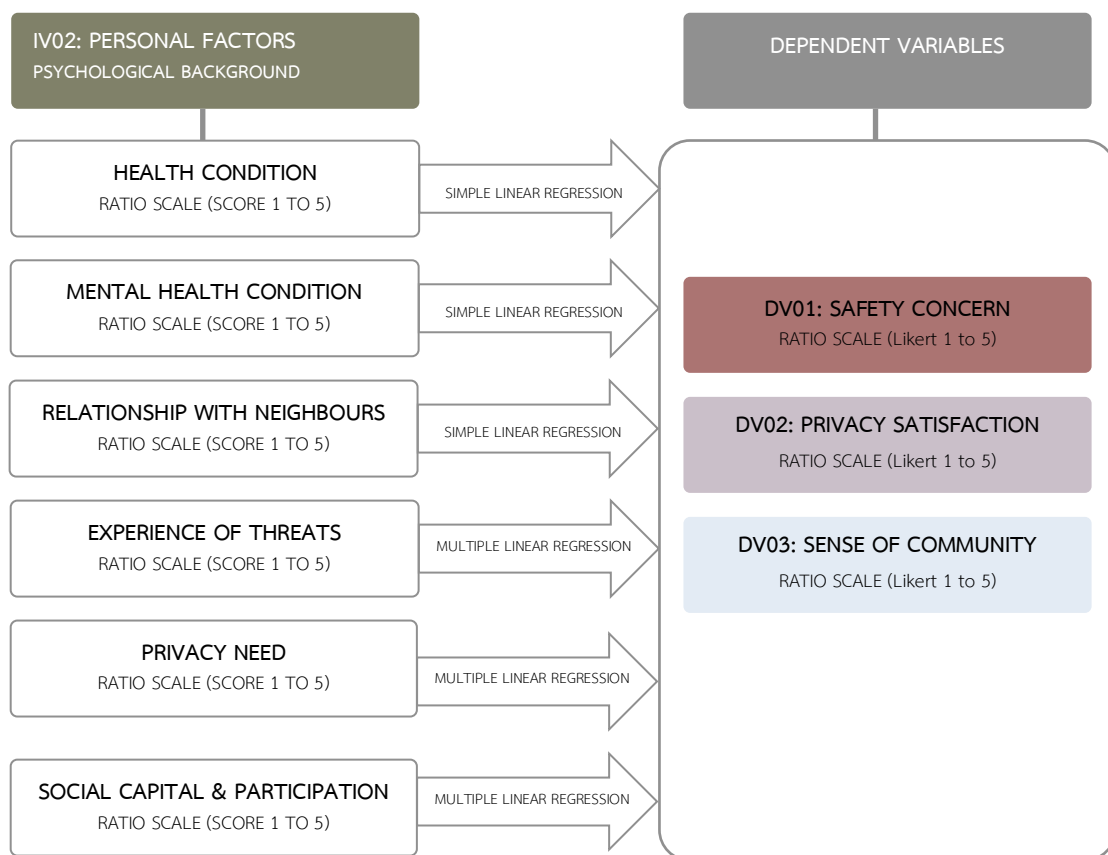 IV02: PERSONAL FACTORS
PSYCHOLOGICAL BACKGROUND
DEPENDENT VARIABLES
HEALTH CONDITION
RATIO SCALE (SCORE 1 TO 5)
SIMPLE LINEAR REGRESSION
MENTAL HEALTH CONDITION
RATIO SCALE (SCORE 1 TO 5)
SIMPLE LINEAR REGRESSION
RELATIONSHIP WITH NEIGHBOURS
RATIO SCALE (SCORE 1 TO 5)
SIMPLE LINEAR REGRESSION
EXPERIENCE OF THREATS
RATIO SCALE (SCORE 1 TO 5)
MULTIPLE LINEAR REGRESSION
PRIVACY NEED
RATIO SCALE (SCORE 1 TO 5)
MULTIPLE LINEAR REGRESSION
SOCIAL CAPITAL & PARTICIPATION
RATIO SCALE (SCORE 1 TO 5)
MULTIPLE LINEAR REGRESSION
DV01: SAFETY CONCERN
RATIO SCALE (Likert 1 to 5)
DV02: PRIVACY SATISFACTION
RATIO SCALE (Likert 1 to 5)
DV03: SENSE OF COMMUNITY
RATIO SCALE (Likert 1 to 5)